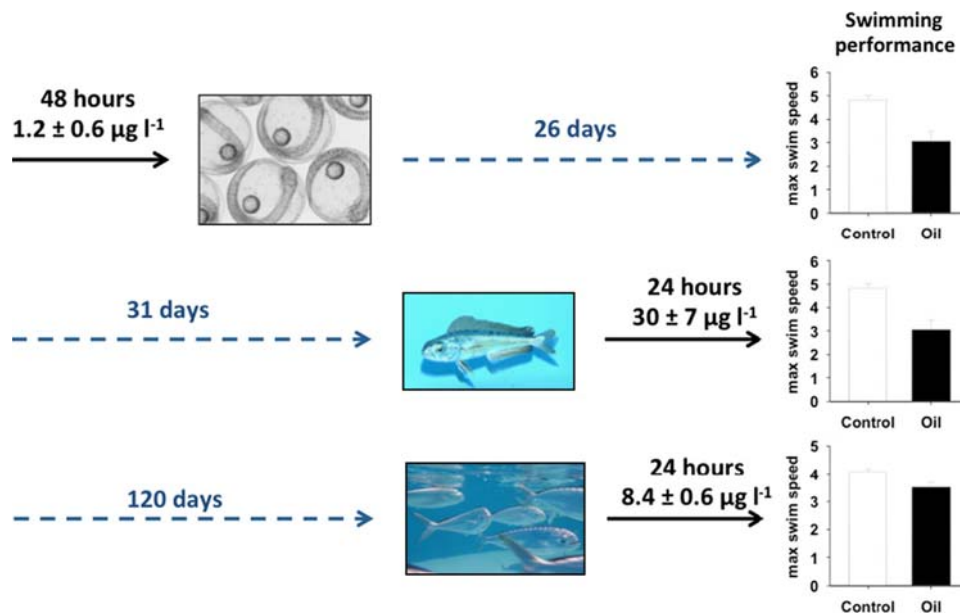 Swimming
performance
48 hours
1.2 ± 0.6 µg l-1
26 days
max swim speed
6
5
4
3
2
1
0
Control Oil
31 days
24 hours
30 ± 7 µg l-1
max swim speed
6
5
4
3
2
1
0
Control Oil
120 days
24 hours
8.4 ± 0.6 µg l-1
max swim speed
5
4
3
2
1
0
Control Oil